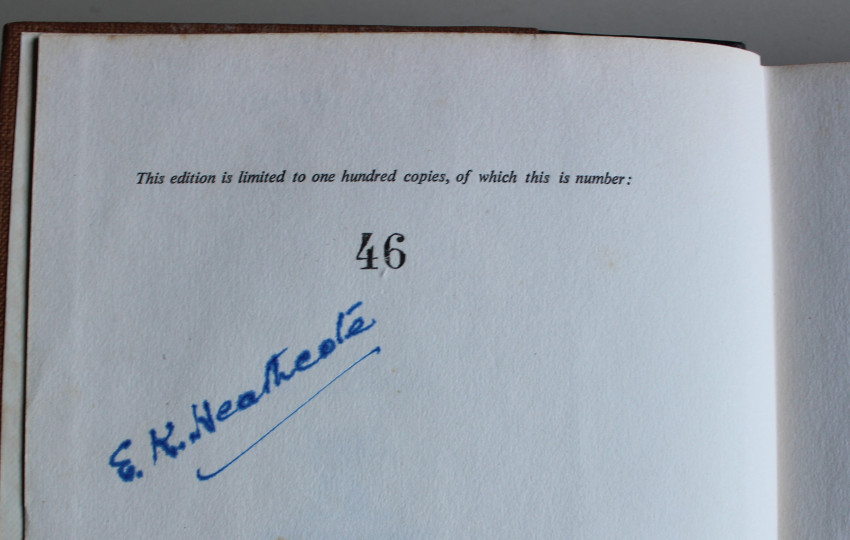 This edition is limited to one hundred copies, of which this is number:
46
E. K. Heathcote